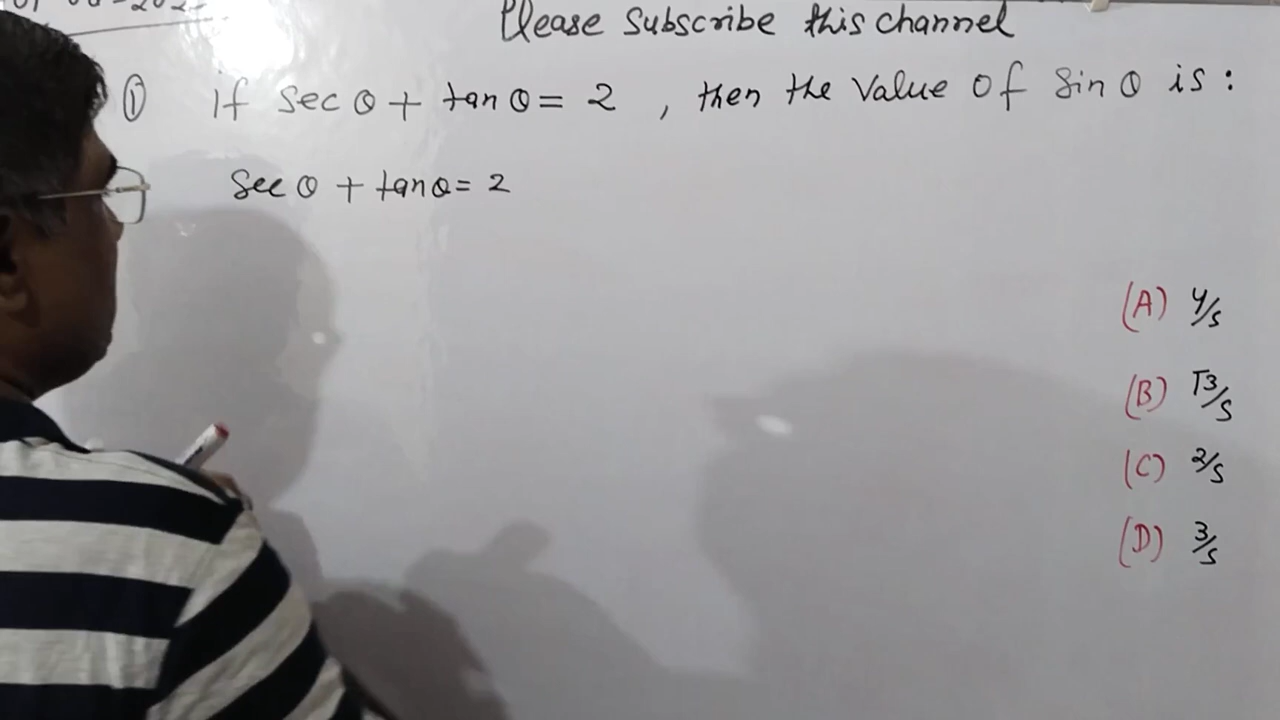 Please Subscribe this channel
① if sec θ + tan θ = 2 , then the Value of Sin θ is :
Sec θ + tan θ = 2
(A) 4/5
(B) √3/5
(C) 2/5
(D) 3/5